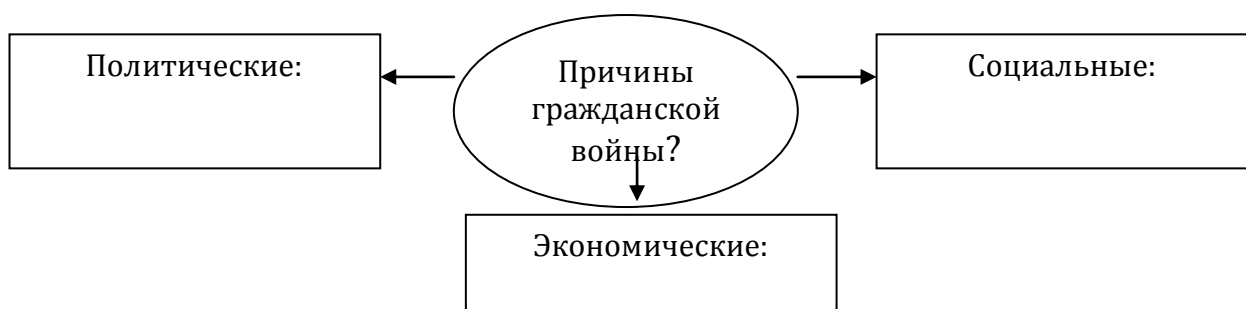 Политические:
Причины
гражданской
войны?
Социальные:
Экономические: